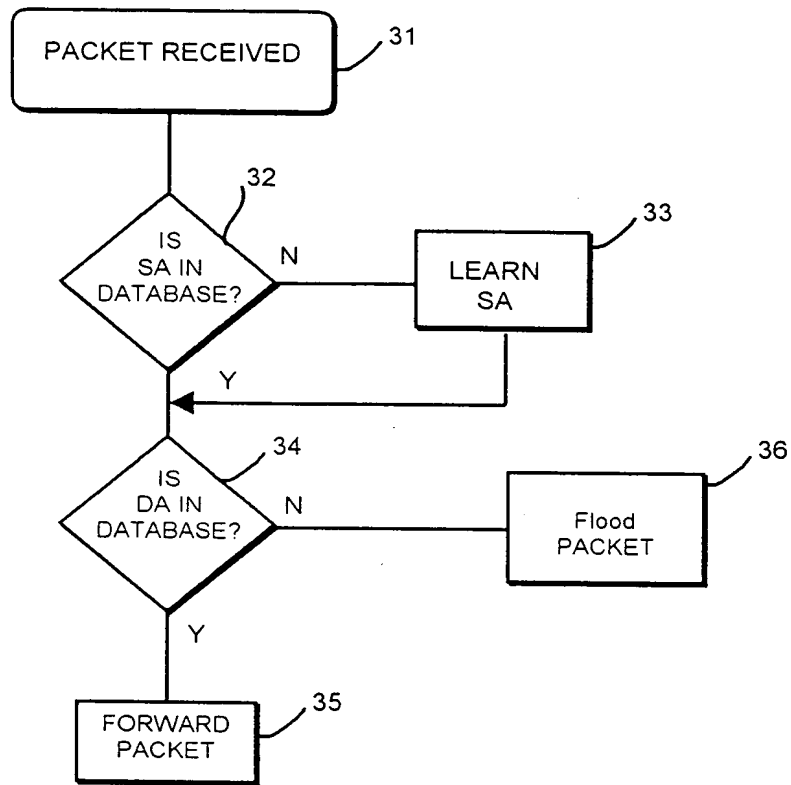 PACKET RECEIVED
31
32
IS
SA IN
DATABASE?
N
33
LEARN
SA
Y
34
IS
DA IN
DATABASE?
N
36
Flood
PACKET
Y
35
FORWARD
PACKET